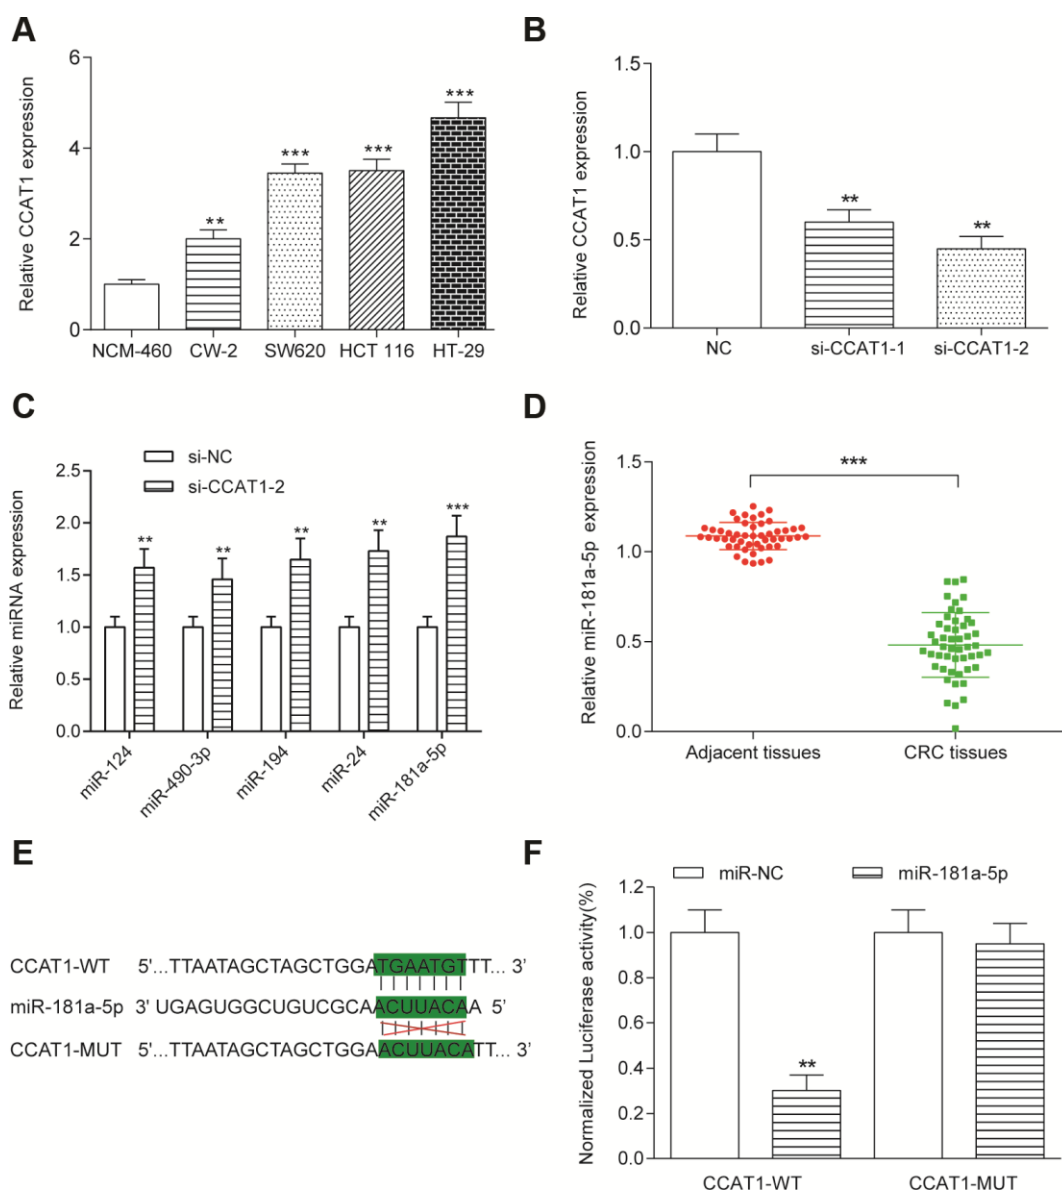 A
Relative CCAT1 expression
6
4
2
0
**
***
***
***
NCM-460 CW-2 SW620 HCT 116 HT-29
B
Relative CCAT1 expression
1.5
1.0
0.5
0.0
**
**
NC si-CCAT1-1 si-CCAT1-2
C
si-NC
si-CCAT1-2
Relative miRNA expression
2.5
2.0
1.5
1.0
0.5
0.0
** ** ** ** ***
miR-124 miR-490-3p miR-194 miR-24 miR-181a-5p
D
Relative miR-181a-5p expression
1.5
1.0
0.5
0.0
***
Adjacent tissues CRC tissues
E
CCAT1-WT 5'...TTAATAGCTAGCTGGATGAATGTTT... 3'
miR-181a-5p 3' UGAGUGGCUGUCGCAACUUACAA 5'
CCAT1-MUT 5'...TTAATAGCTAGCTGGAACUUACATT... 3'
F
miR-NC miR-181a-5p
Normalized Luciferase activity(%)
1.2
1.0
0.8
0.6
0.4
0.2
0.0
**
CCAT1-WT CCAT1-MUT